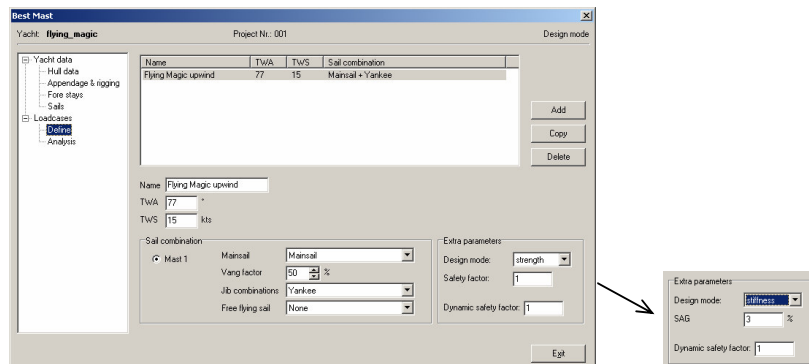 Best Mast
Yacht: flying_magic Project Nr.: 001 Design mode
Yacht data
Hull data
Appendage & rigging
Fore stays
Sails
Loadcases
Define
Analysis
Name TWA TWS Sail combination
Flying Magic upwind 77 15 Mainsail + Yankee
Add
Copy
Delete
Name Flying Magic upwind
TWA 77 °
TWS 15 kts
Sail combination
Mast 1
Mainsail Mainsail
Vang factor 50 %
Jib combinations Yankee
Free flying sail None
Extra parameters
Design mode: strength
Safety factor: 1
Dynamic safety factor: 1
Exit
Extra parameters
Design mode: stiffness
SAG 3 %
Dynamic safety factor: 1